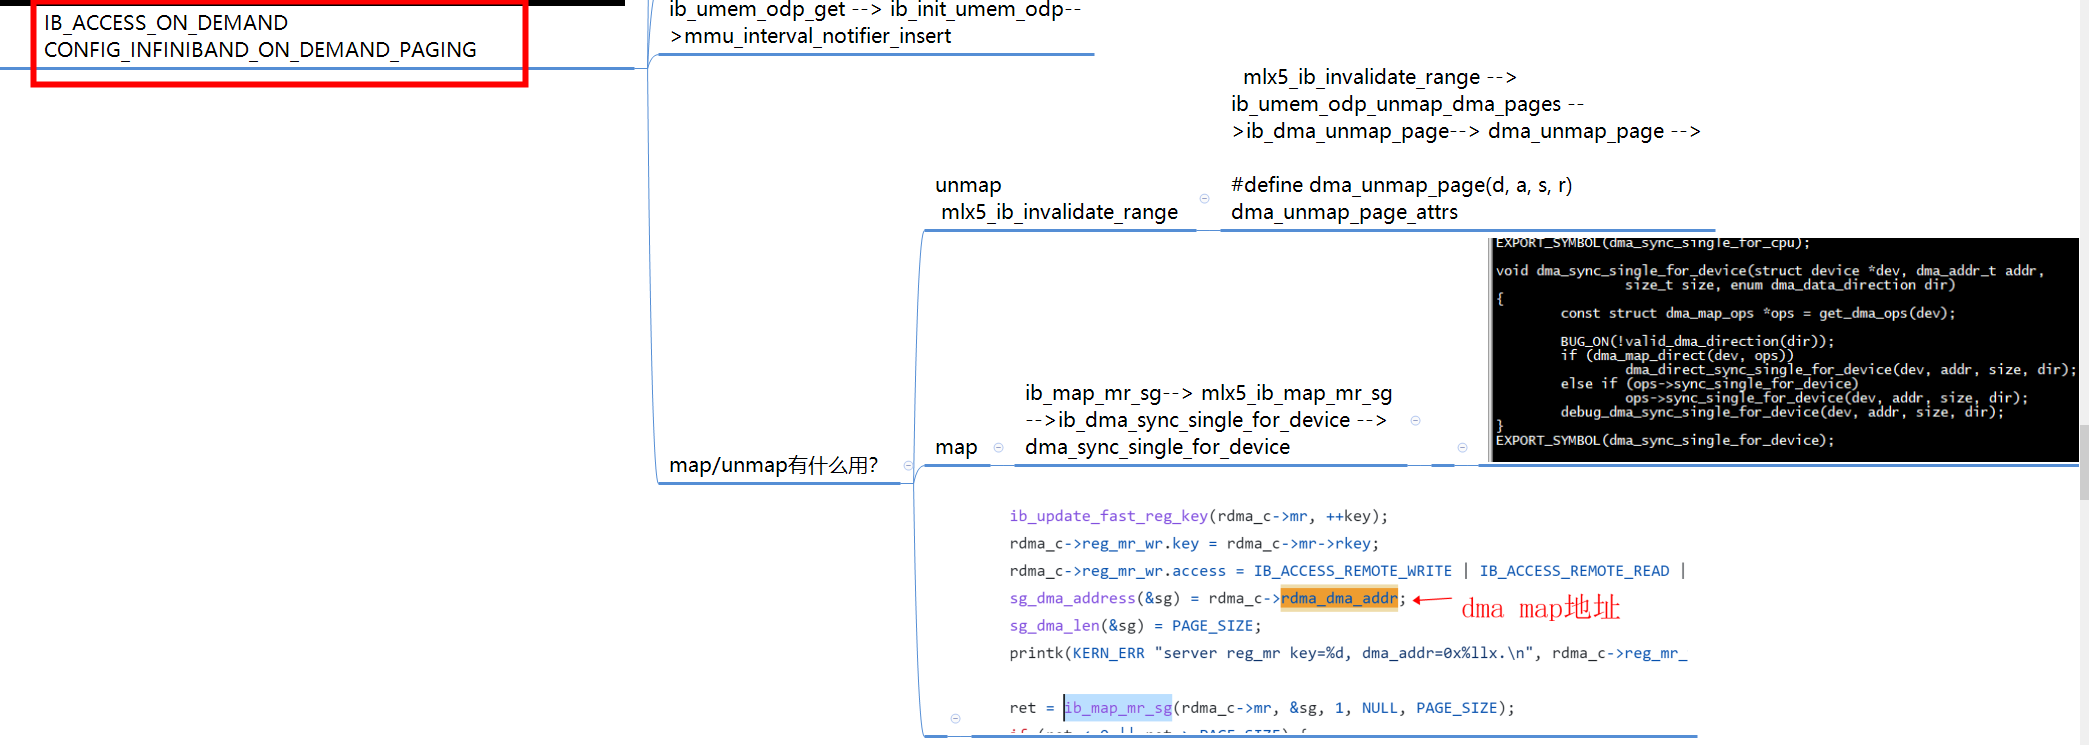 IB_ACCESS_ON_DEMAND
CONFIG_INFINIBAND_ON_DEMAND_PAGING
ib_umem_odp_get --> ib_init_umem_odp--
>mmu_interval_notifier_insert
mlx5_ib_invalidate_range -->
ib_umem_odp_unmap_dma_pages --
>ib_dma_unmap_page--> dma_unmap_page -->
#define dma_unmap_page(d, a, s, r)
dma_unmap_page_attrs
unmap
mlx5_ib_invalidate_range
EXPORT_SYMBOL(dma_sync_single_for_cpu);
void dma_sync_single_for_device(struct device *dev, dma_addr_t addr,
size_t size, enum dma_data_direction dir)
{
const struct dma_map_ops *ops = get_dma_ops(dev);
BUG_ON(!valid_dma_direction(dir));
if (dma_map_direct(dev, ops))
dma_direct_sync_single_for_device(dev, addr, size, dir);
else if (ops->sync_single_for_device)
ops->sync_single_for_device(dev, addr, size, dir);
debug_dma_sync_single_for_device(dev, addr, size, dir);
}
EXPORT_SYMBOL(dma_sync_single_for_device);
ib_map_mr_sg--> mlx5_ib_map_mr_sg
-->ib_dma_sync_single_for_device -->
dma_sync_single_for_device
map
map/unmap有什么用?
ib_update_fast_reg_key(rdma_c->mr, ++key);
rdma_c->reg_mr_wr.key = rdma_c->mr->rkey;
rdma_c->reg_mr_wr.access = IB_ACCESS_REMOTE_WRITE | IB_ACCESS_REMOTE_READ |
sg_dma_address(&sg) = rdma_c->rdma_dma_addr;
dma map地址
sg_dma_len(&sg) = PAGE_SIZE;
printk(KERN_ERR "server reg_mr key=%d, dma_addr=0x%llx.\n", rdma_c->reg_mr_
ret = ib_map_mr_sg(rdma_c->mr, &sg, 1, NULL, PAGE_SIZE);